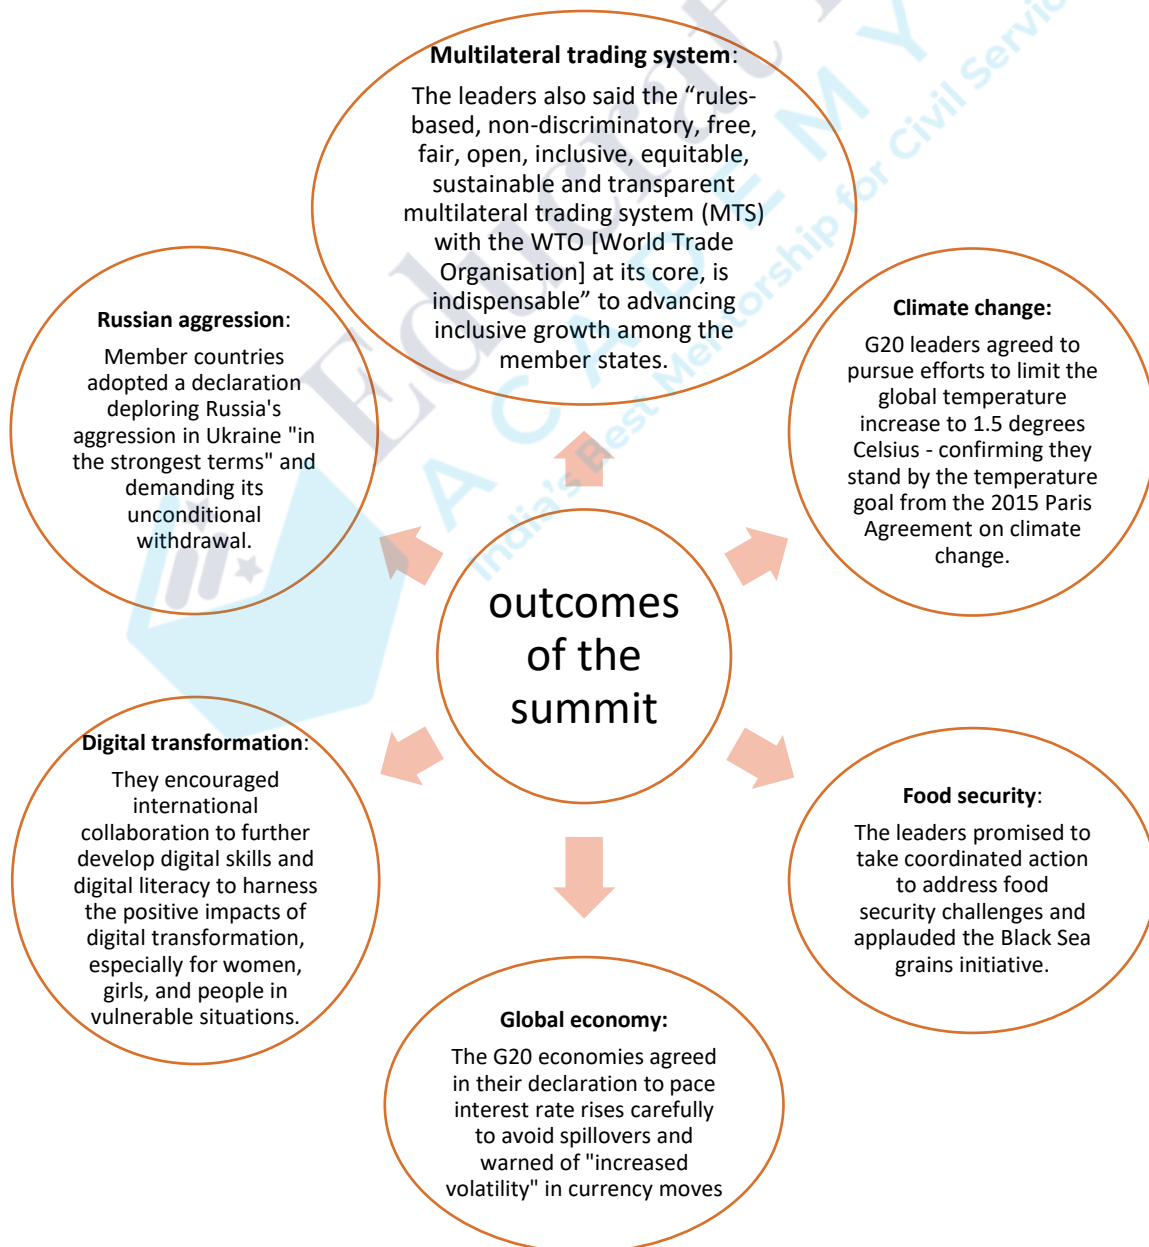 Multilateral trading system:
The leaders also said the “rules-
based, non-discriminatory, free,
fair, open, inclusive, equitable,
sustainable and transparent
multilateral trading system (MTS)
with the WTO [World Trade
Organisation] at its core, is
indispensable” to advancing
inclusive growth among the
member states.
Climate change:
G20 leaders agreed to
pursue efforts to limit the
global temperature
increase to 1.5 degrees
Celsius - confirming they
stand by the temperature
goal from the 2015 Paris
Agreement on climate
change.
Food security:
The leaders promised to
take coordinated action
to address food
security challenges and
applauded the Black Sea
grains initiative.
Global economy:
The G20 economies agreed
in their declaration to pace
interest rate rises carefully
to avoid spillovers and
warned of "increased
volatility" in currency moves
Digital transformation:
They encouraged
international
collaboration to further
develop digital skills and
digital literacy to harness
the positive impacts of
digital transformation,
especially for women,
girls, and people in
vulnerable situations.
Russian aggression:
Member countries
adopted a declaration
deploring Russia's
aggression in Ukraine "in
the strongest terms" and
demanding its
unconditional
withdrawal.
outcomes
of the
summit
ACADEMY
India's Best Mentorship for Civil